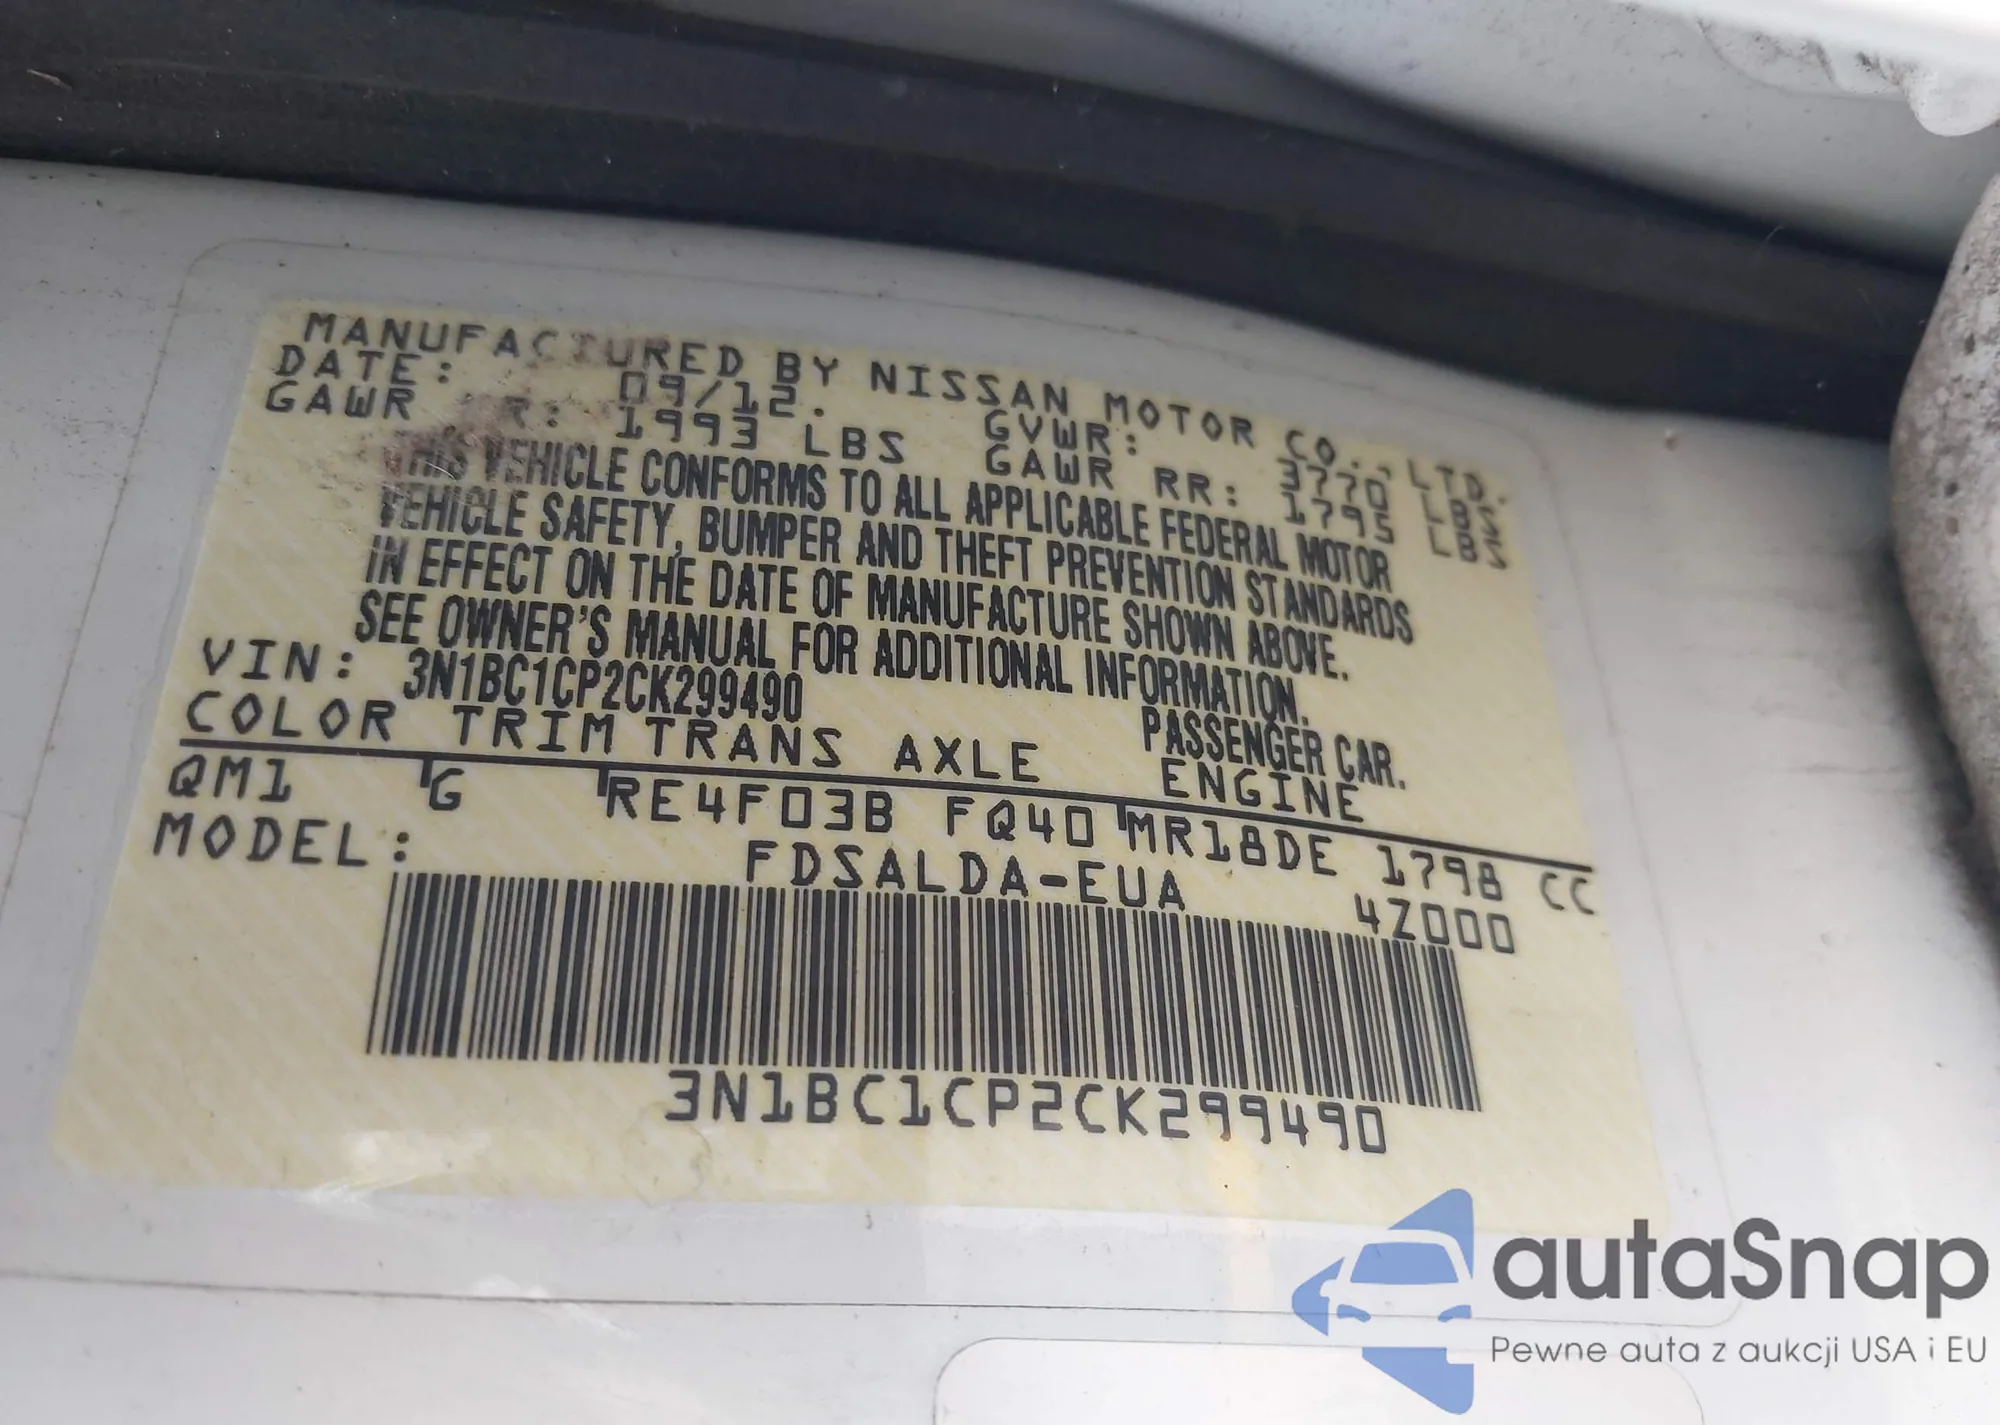 MANUFACTURED BY NISSAN MOTOR CO., LTD.
DATE: 09/12. GVWR: 3770 LBS
GAWR R: 1993 LBS GAWR RR: 1795 LBS
THIS VEHICLE CONFORMS TO ALL APPLICABLE FEDERAL MOTOR
VEHICLE SAFETY, BUMPER AND THEFT PREVENTION STANDARDS
IN EFFECT ON THE DATE OF MANUFACTURE SHOWN ABOVE.
SEE OWNER'S MANUAL FOR ADDITIONAL INFORMATION.
VIN: 3N1BC1CP2CK299490 PASSENGER CAR.
COLOR TRIM TRANS AXLE ENGINE
QM1 G RE4F03B FQ40 MR18DE 1798 CC
MODEL: FDSALDA-EUA 4Z000
3N1BC1CP2CK299490
autaSnap
Pewne auta z aukcji USA i EU